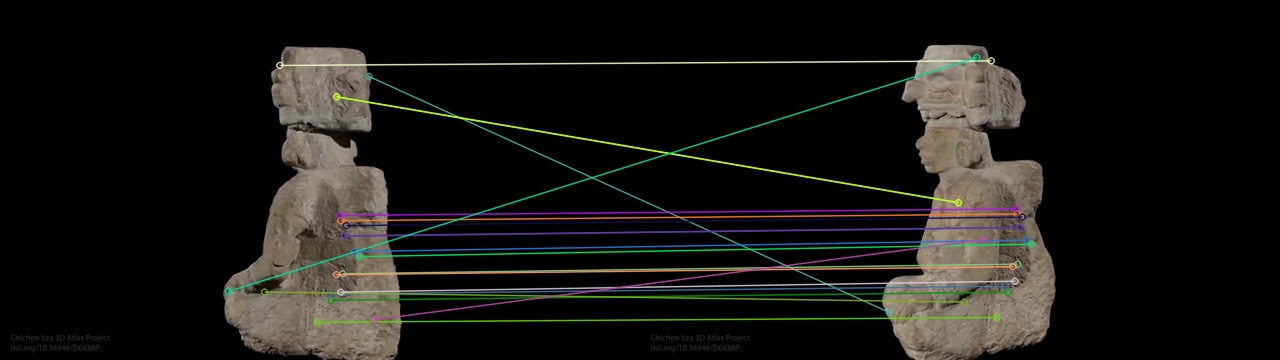 Chichen Itza 3D Atlas Project
doi.org/10.34946/D6B88P
Chichen Itza 3D Atlas Project
doi.org/10.34946/D6B88P